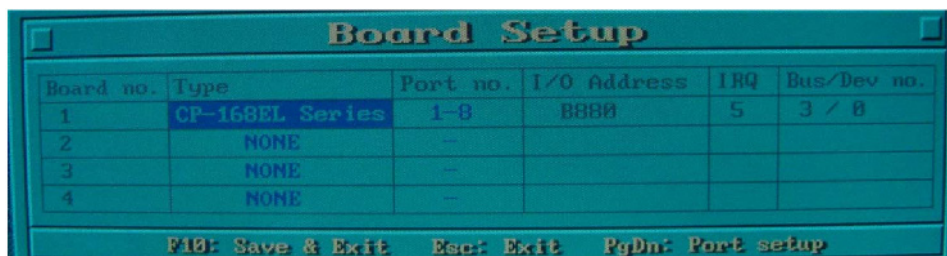 Board Setup
Board no. Type Port no. I/O Address IRQ Bus/Dev no.
1 CP-168EL Series 1-8 B880 5 3 / 0
2 NONE -
3 NONE -
4 NONE -
F10: Save & Exit Esc: Exit PgDn: Port setup